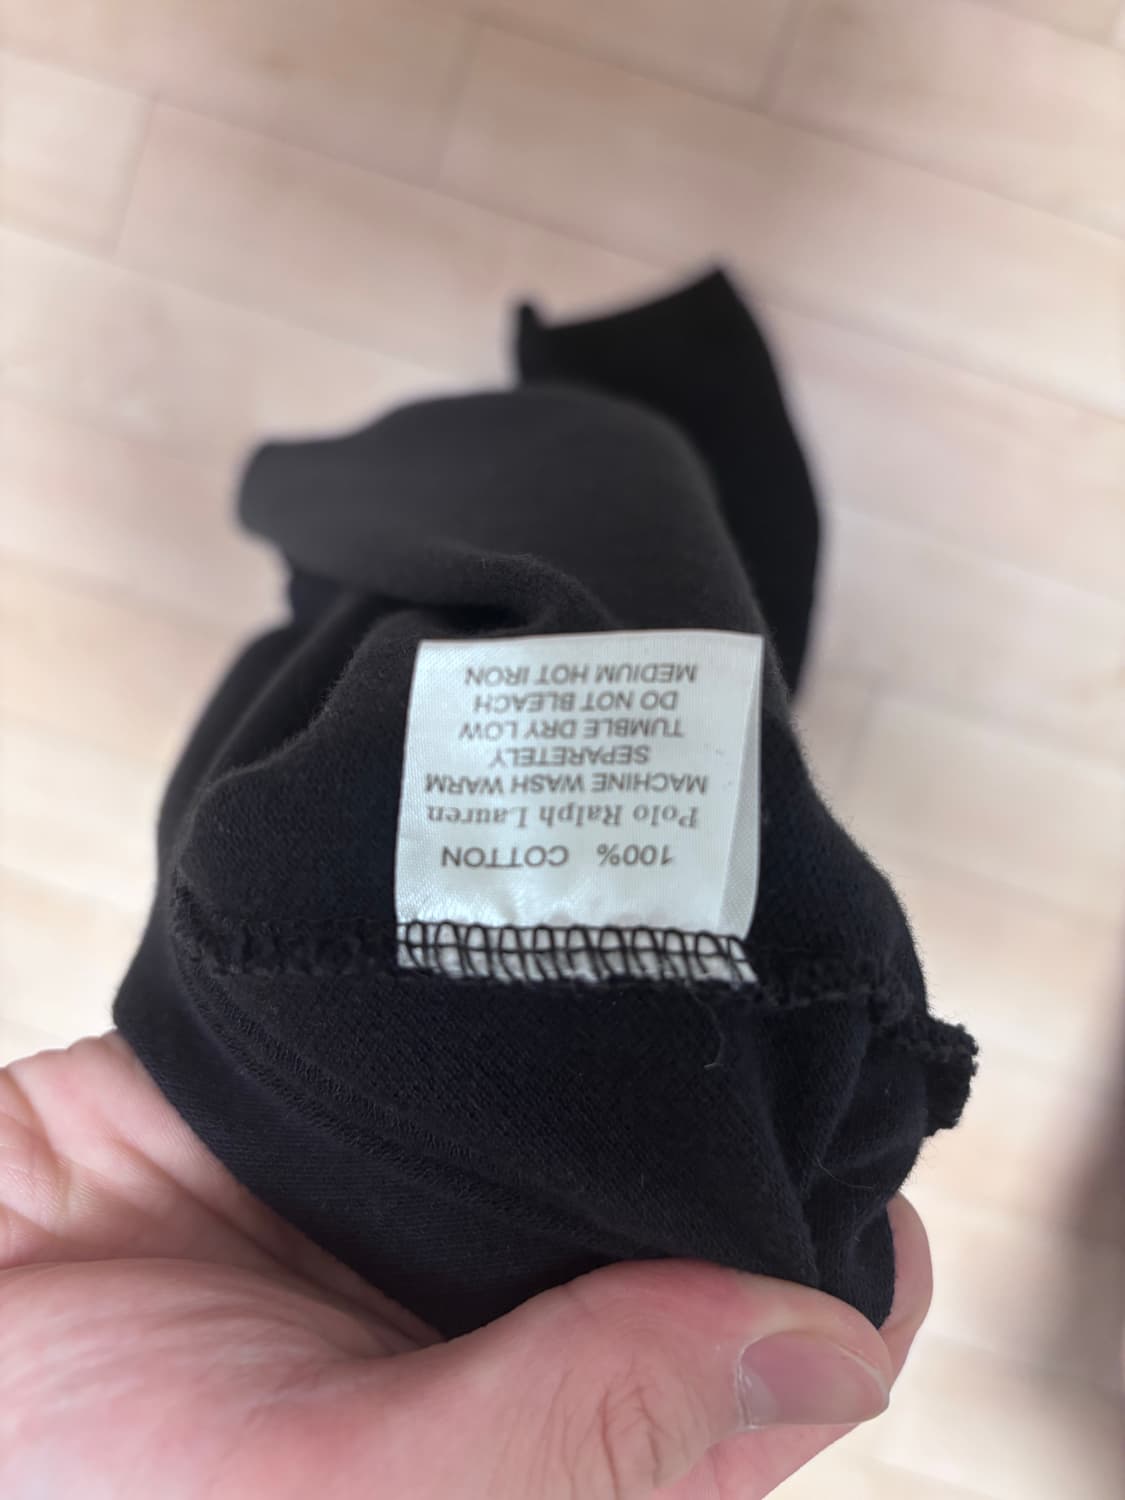 100% COTTON
Polo Ralph Lauren
MACHINE WASH WARM
SEPARETELY
TUMBLE DRY LOW
DO NOT BLEACH
MEDIUM HOT IRON